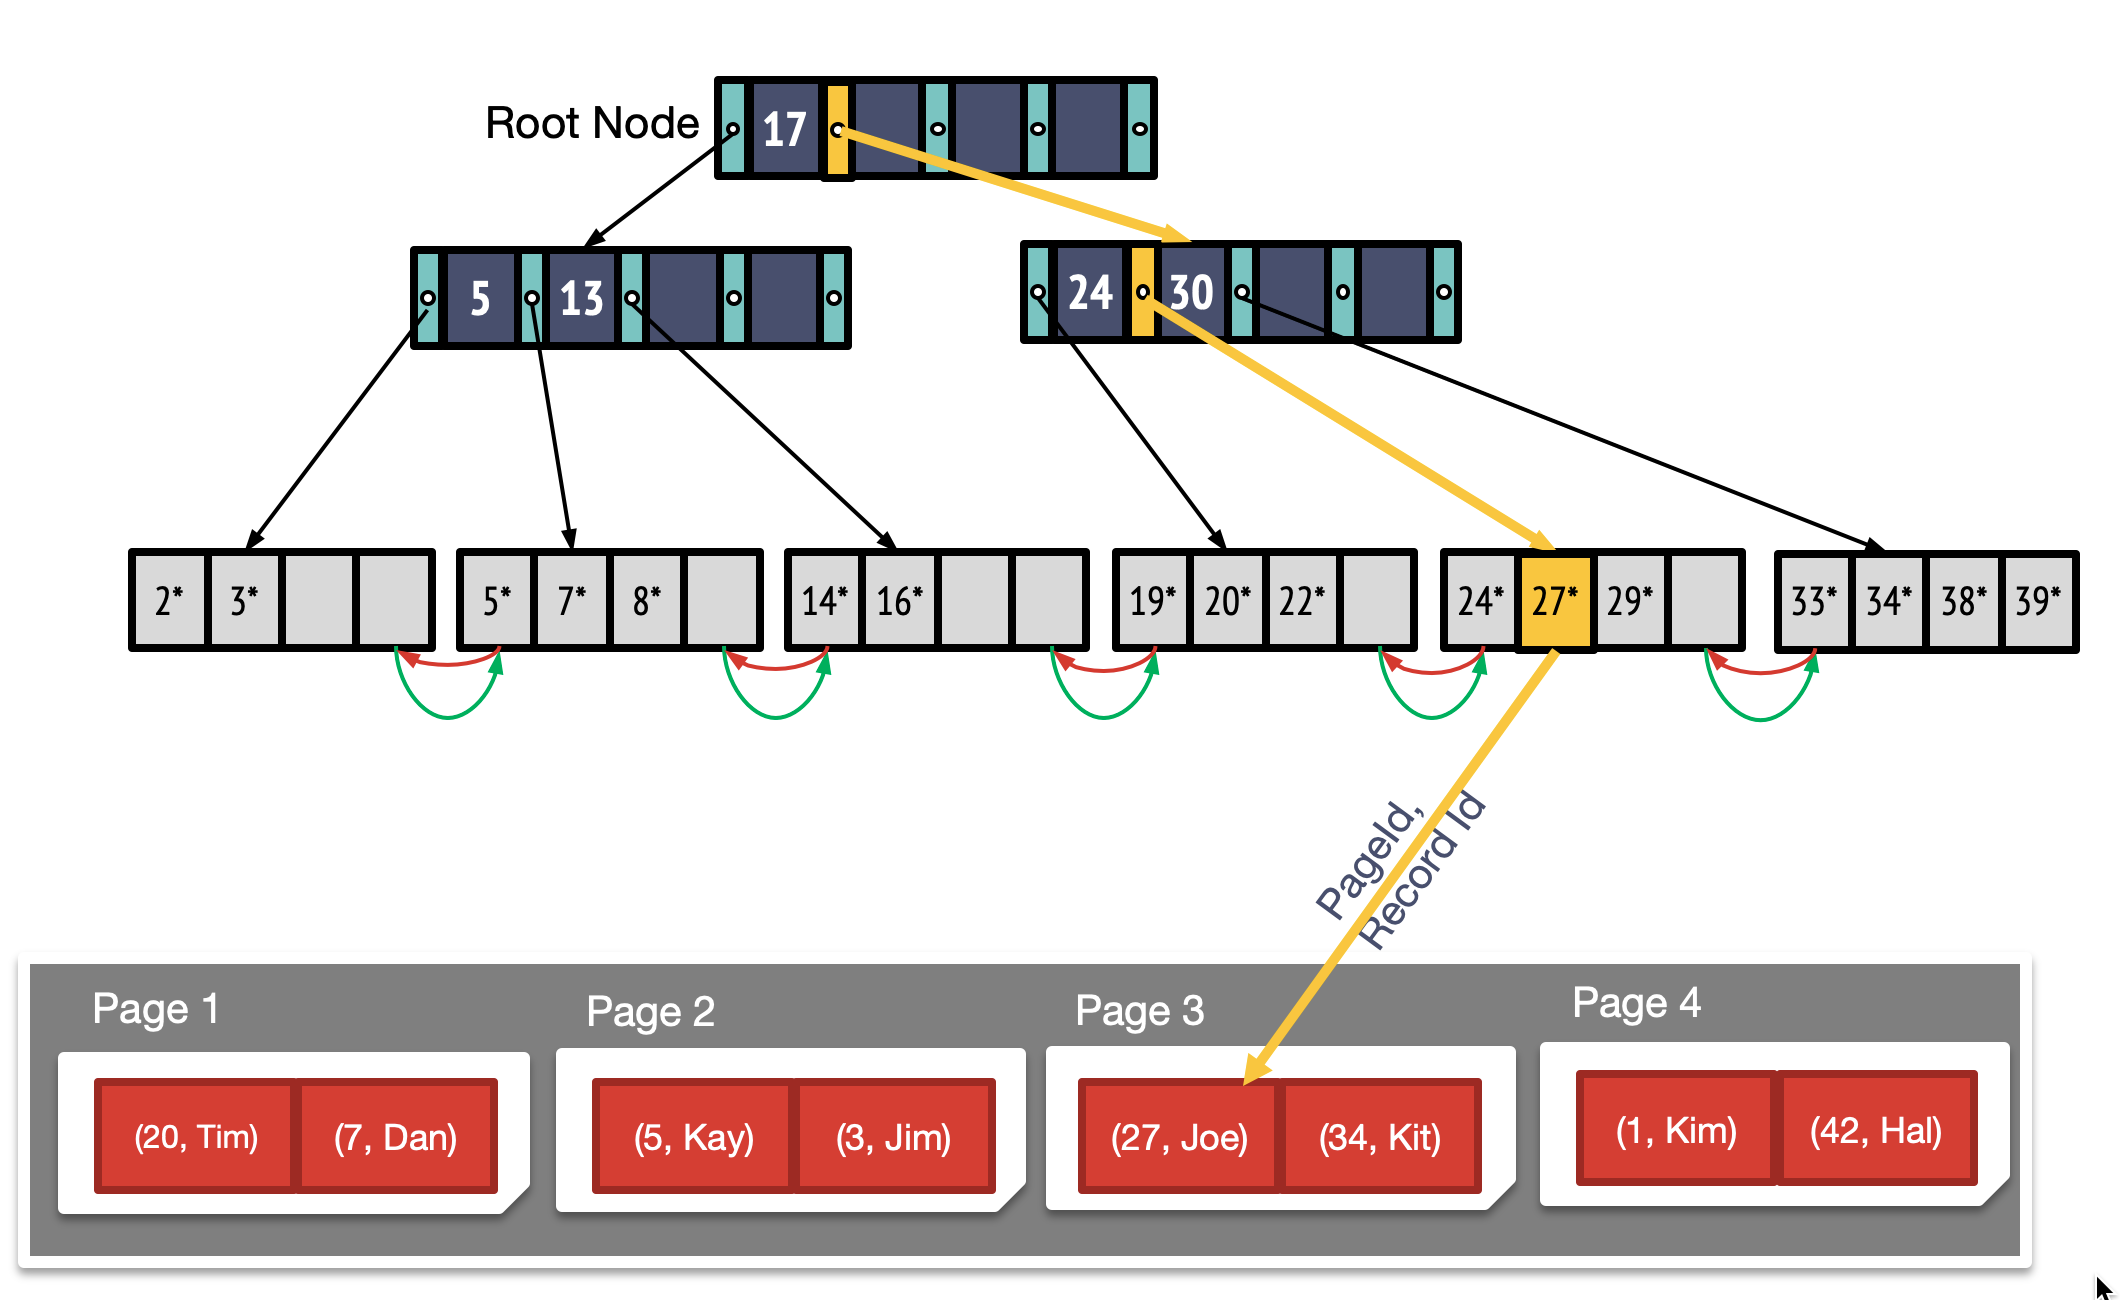 Root Node
17
5 13
24 30
2* 3*
5* 7* 8*
14* 16*
19* 20* 22*
24* 27* 29*
33* 34* 38* 39*
PageId,
Record Id
Page 1
Page 2
Page 3
Page 4
(20, Tim) (7, Dan)
(5, Kay) (3, Jim)
(27, Joe) (34, Kit)
(1, Kim) (42, Hal)